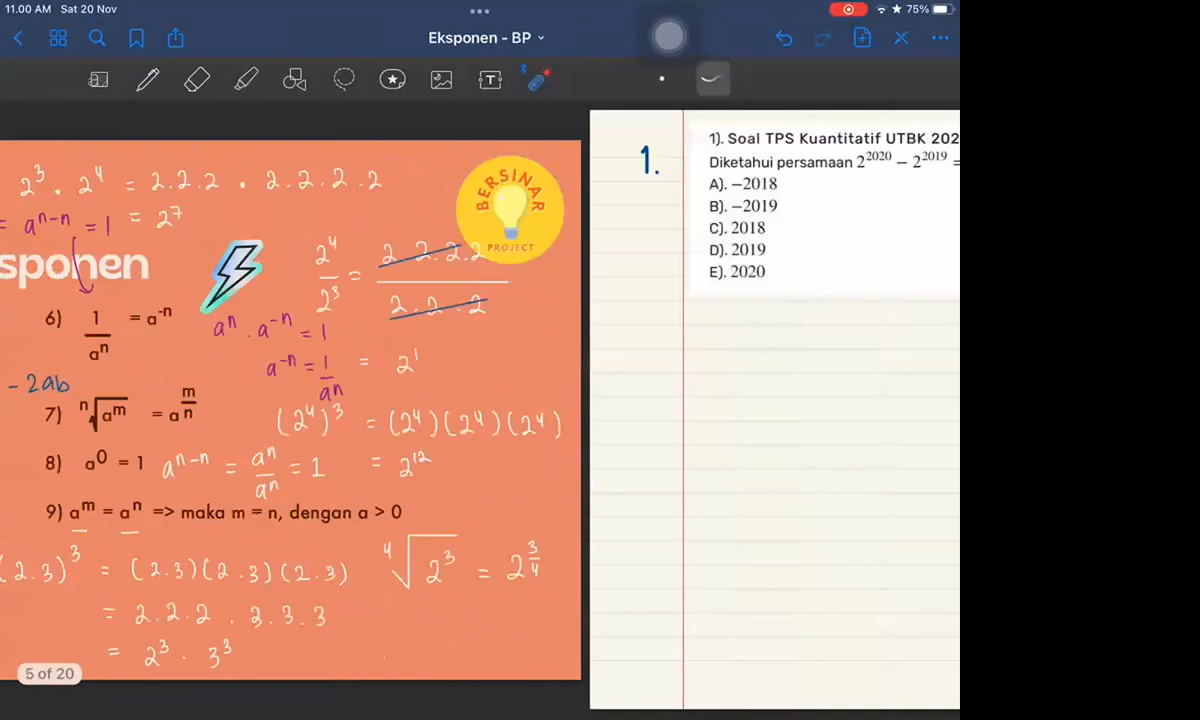 11.00 AM Sat 20 Nov
75%
Eksponen - BP
2³ . 2⁴ = 2.2.2 . 2.2.2.2
= aⁿ⁻ⁿ = 1 = 2⁷
BERSINAR
PROJECT
sponen
2⁴/2³ = 2.2.2.2/2.2.2
6) 1/aⁿ = a⁻ⁿ
aⁿ . a⁻ⁿ = 1
a⁻ⁿ = 1/aⁿ
= 2¹
- 2ab
7) ⁿ√aᵐ = a^(m/n)
(2⁴)³ = (2⁴)(2⁴)(2⁴)
8) a⁰ = 1 aⁿ⁻ⁿ = aⁿ/aⁿ = 1
= 2¹²
9) aᵐ = aⁿ => maka m = n, dengan a > 0
(2.3)³ = (2.3)(2.3)(2.3)
⁴√2³ = 2^(3/4)
= 2.2.2 . 3.3.3
= 2³ . 3³
5 of 20
1.
1). Soal TPS Kuantitatif UTBK 202
Diketahui persamaan 2²⁰²⁰ − 2²⁰¹⁹ =
A). −2018
B). −2019
C). 2018
D). 2019
E). 2020